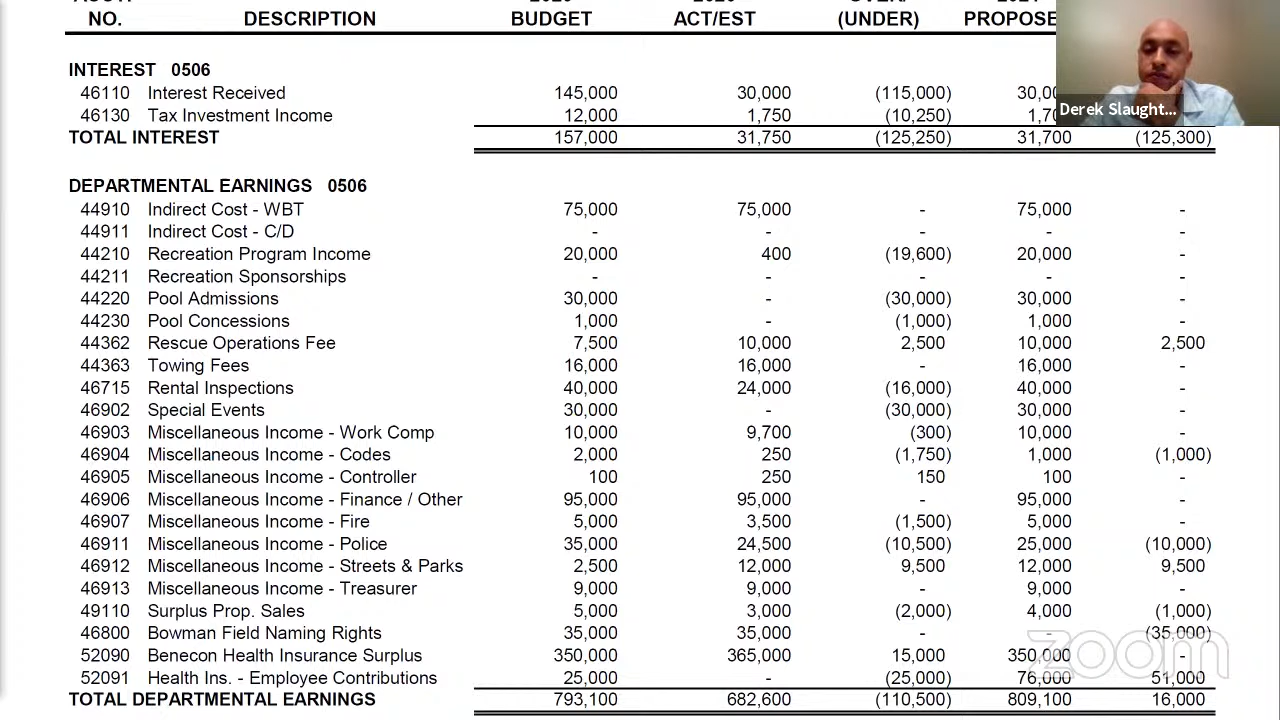 NO. DESCRIPTION BUDGET ACT/EST (UNDER) PROPOSE
INTEREST 0506
46110 Interest Received 145,000 30,000 (115,000) 30,00
46130 Tax Investment Income 12,000 1,750 (10,250) 1,70
Derek Slaught...
TOTAL INTEREST 157,000 31,750 (125,250) 31,700 (125,300)
DEPARTMENTAL EARNINGS 0506
44910 Indirect Cost - WBT 75,000 75,000 - 75,000 -
44911 Indirect Cost - C/D - - - - -
44210 Recreation Program Income 20,000 400 (19,600) 20,000 -
44211 Recreation Sponsorships - - - - -
44220 Pool Admissions 30,000 - (30,000) 30,000 -
44230 Pool Concessions 1,000 - (1,000) 1,000 -
44362 Rescue Operations Fee 7,500 10,000 2,500 10,000 2,500
44363 Towing Fees 16,000 16,000 - 16,000 -
46715 Rental Inspections 40,000 24,000 (16,000) 40,000 -
46902 Special Events 30,000 - (30,000) 30,000 -
46903 Miscellaneous Income - Work Comp 10,000 9,700 (300) 10,000 -
46904 Miscellaneous Income - Codes 2,000 250 (1,750) 1,000 (1,000)
46905 Miscellaneous Income - Controller 100 250 150 100 -
46906 Miscellaneous Income - Finance / Other 95,000 95,000 - 95,000 -
46907 Miscellaneous Income - Fire 5,000 3,500 (1,500) 5,000 -
46911 Miscellaneous Income - Police 35,000 24,500 (10,500) 25,000 (10,000)
46912 Miscellaneous Income - Streets & Parks 2,500 12,000 9,500 12,000 9,500
46913 Miscellaneous Income - Treasurer 9,000 9,000 - 9,000 -
49110 Surplus Prop. Sales 5,000 3,000 (2,000) 4,000 (1,000)
46800 Bowman Field Naming Rights 35,000 35,000 - - (35,000)
52090 Benecon Health Insurance Surplus 350,000 365,000 15,000 350,000 -
52091 Health Ins. - Employee Contributions 25,000 - (25,000) 76,000 51,000
TOTAL DEPARTMENTAL EARNINGS 793,100 682,600 (110,500) 809,100 16,000
zoom